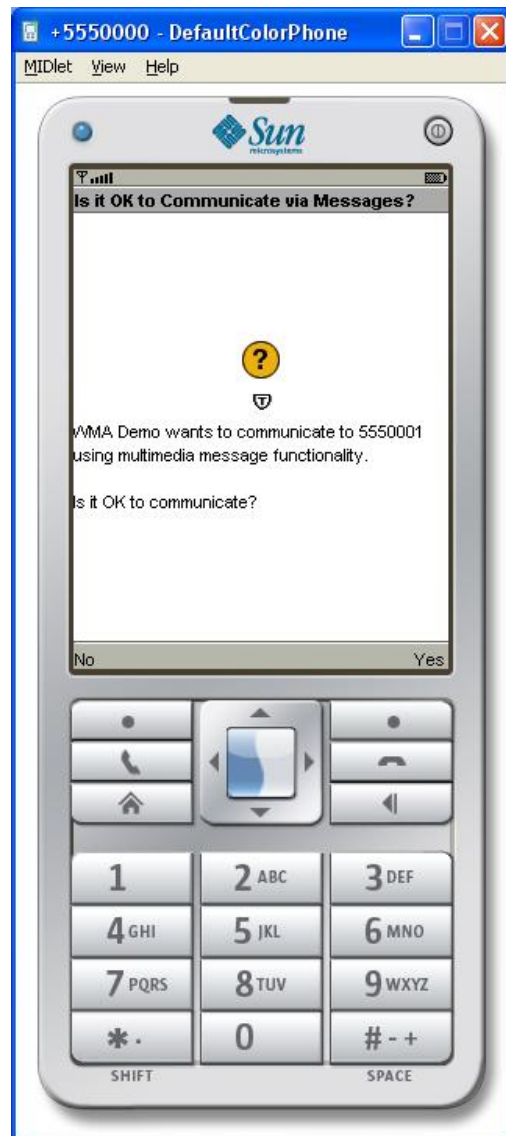 +5550000 - DefaultColorPhone
MIDlet View Help
Sun
microsystems
Is it OK to Communicate via Messages?
?
T
WMA Demo wants to communicate to 5550001
using multimedia message functionality.
Is it OK to communicate?
No Yes
1 2 ABC 3 DEF
4 GHI 5 JKL 6 MNO
7 PQRS 8 TUV 9 WXYZ
* . 0 # - +
SHIFT SPACE